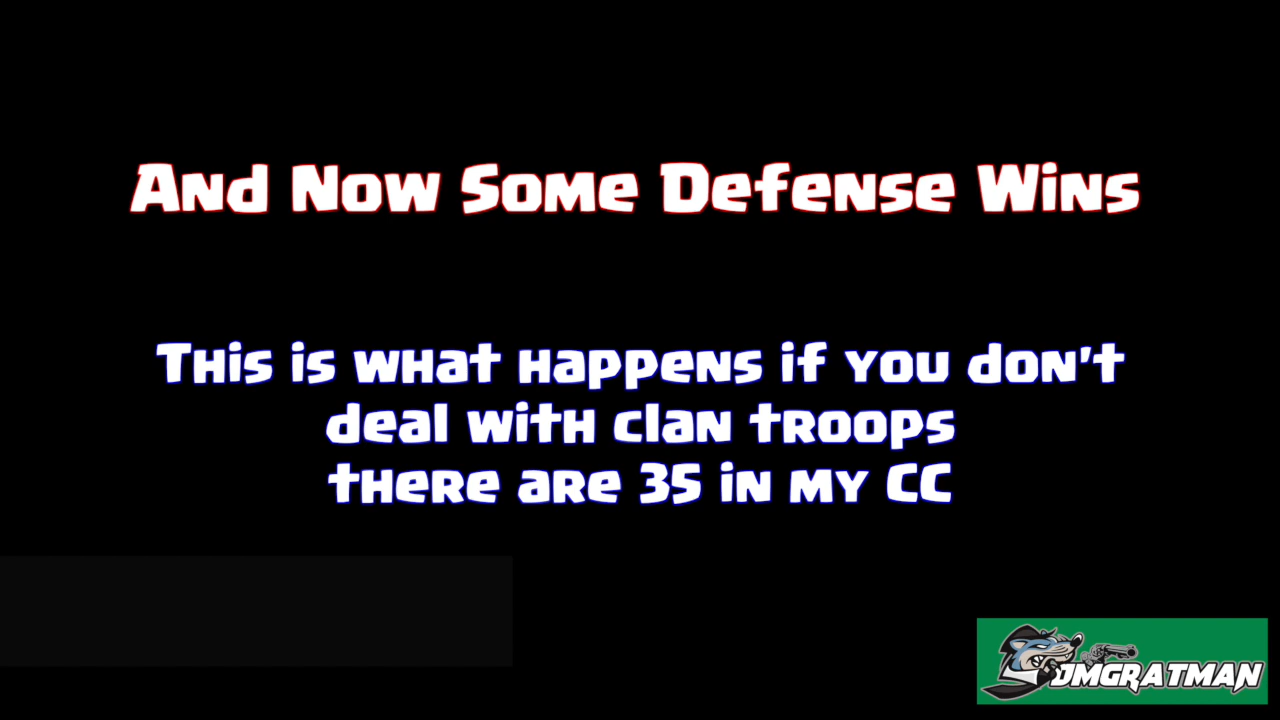 And Now Some Defense Wins
This is what happens if you don't
deal with clan troops
there are 35 in my CC
OMGRATMAN